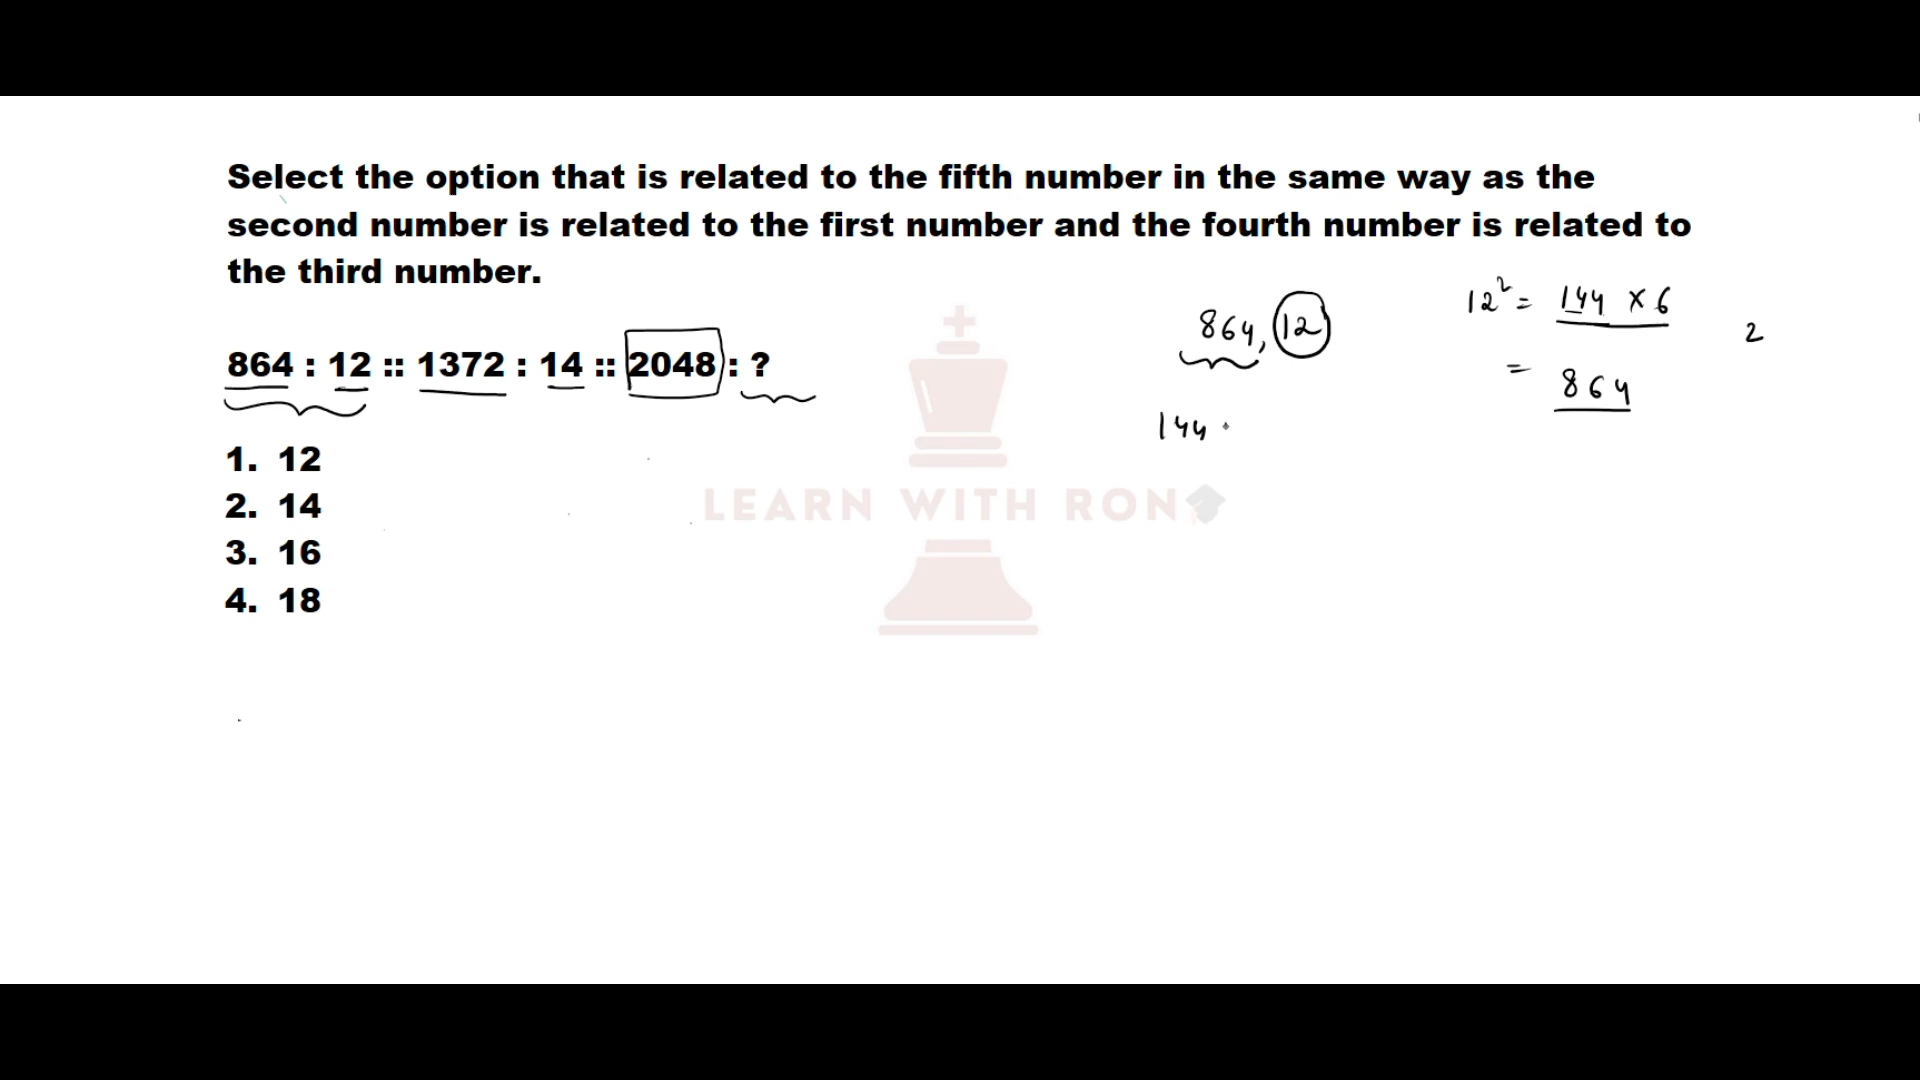 Select the option that is related to the fifth number in the same way as the
second number is related to the first number and the fourth number is related to
the third number.
864 : 12 :: 1372 : 14 :: 2048 : ?
1. 12
2. 14
3. 16
4. 18
864, 12
144
12² = 144 × 6
= 864
2
LEARN WITH RON